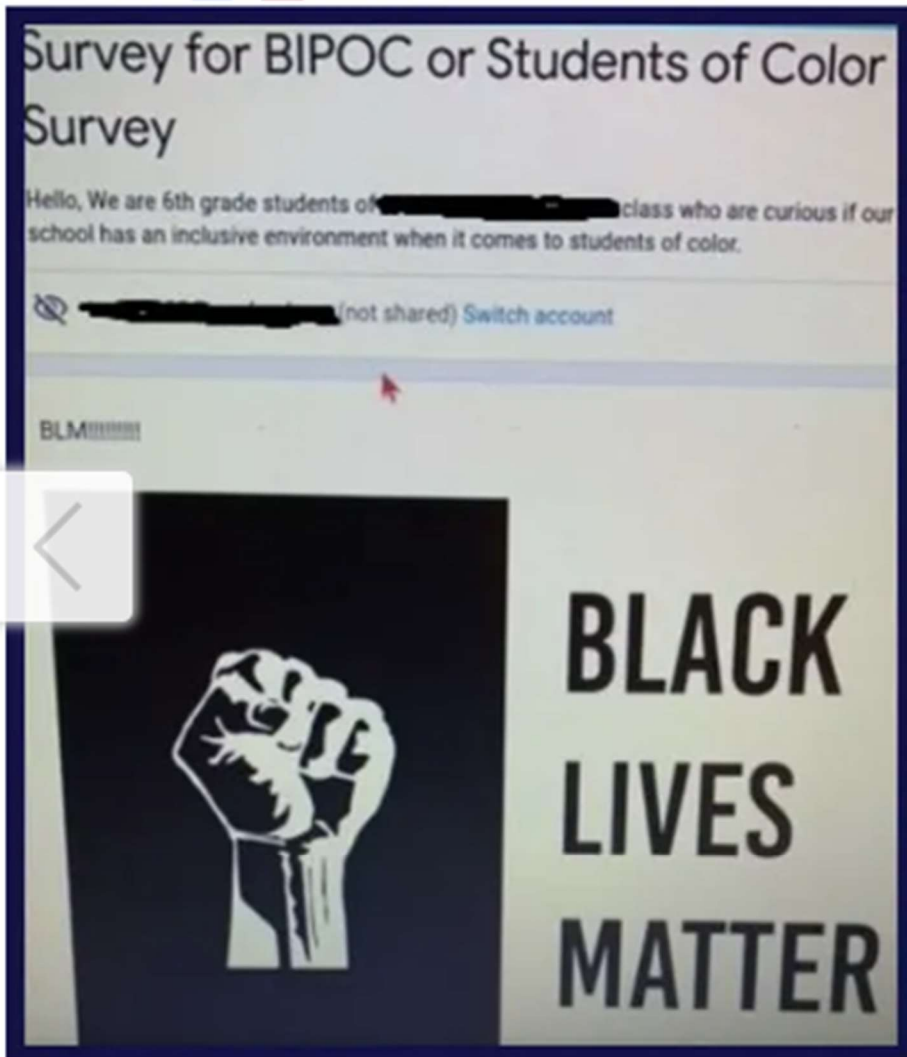 Survey for BIPOC or Students of Color
Survey
Hello, We are 6th grade students of class who are curious if our
school has an inclusive environment when it comes to students of color.
(not shared) Switch account
BLM!!!!!!!!!
BLACK
LIVES
MATTER